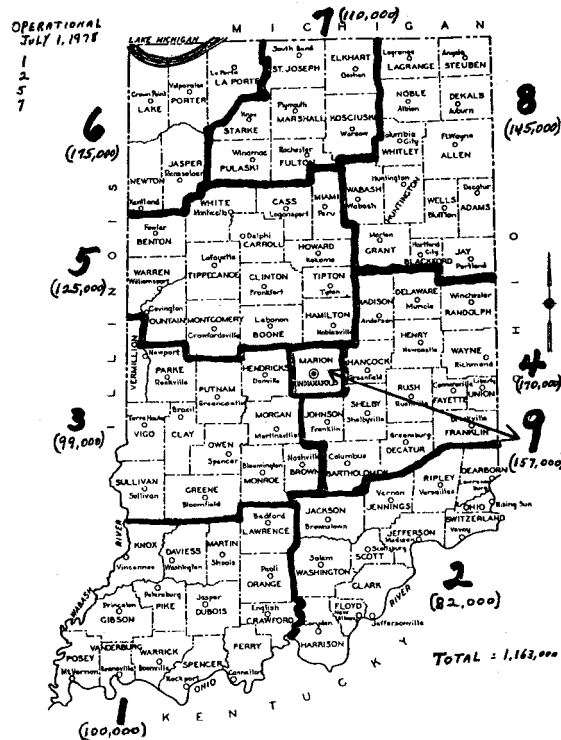 OPERATIONAL
JULY 1, 1978
1
2
5
7
7 (110,000)
LAKE MICHIGAN
M I C H I G A N
South Bend
ST. JOSEPH
ELKHART
Goshen
Lagrange
LAGRANGE
Angola
STEUBEN
La Porte
LA PORTE
Crown Point
LAKE
Valparaiso
PORTER
NOBLE
Albion
DEKALB
Auburn
8
(145,000)
Plymouth
MARSHALL
KOSCIUSKO
Warsaw
Knox
STARKE
6
(175,000)
Columbia City
WHITLEY
Ft. Wayne
ALLEN
Winamac
PULASKI
Rochester
FULTON
JASPER
Rensselaer
NEWTON
Kentland
Huntington
HUNTINGTON
WABASH
Wabash
MIAMI
Peru
WELLS
Bluffton
Decatur
ADAMS
WHITE
Monticello
CASS
Logansport
Fowler
BENTON
Delphi
CARROLL
Marion
GRANT
Hartford City
BLACKFORD
JAY
Portland
HOWARD
Kokomo
5
(125,000)
WARREN
Williamsport
Lafayette
TIPPECANOE
CLINTON
Frankfort
TIPTON
Tipton
MADISON
Anderson
DELAWARE
Muncie
Winchester
RANDOLPH
Covington
FOUNTAIN
MONTGOMERY
Crawfordsville
Lebanon
BOONE
HAMILTON
Noblesville
HENRY
Newcastle
WAYNE
Richmond
VERMILLION
Newport
PARKE
Rockville
HENDRICKS
Danville
MARION
INDIANAPOLIS
HANCOCK
Greenfield
4
(170,000)
PUTNAM
Greencastle
RUSH
Rushville
Connersville
FAYETTE
Liberty
UNION
3
(99,000)
Terre Haute
VIGO
Brazil
CLAY
MORGAN
Martinsville
JOHNSON
Franklin
SHELBY
Shelbyville
Brookville
FRANKLIN
9
(157,000)
OWEN
Spencer
Greensburg
DECATUR
Bloomington
MONROE
Nashville
BROWN
Columbus
BARTHOLOMEW
SULLIVAN
Sullivan
GREENE
Bloomfield
DEARBORN
Lawrenceburg
RIPLEY
Versailles
Vernon
JENNINGS
OHIO
Rising Sun
SWITZERLAND
Vevay
JACKSON
Brownstown
Bedford
LAWRENCE
JEFFERSON
Madison
SCOTT
Scottsburg
KNOX
Vincennes
DAVIESS
Washington
MARTIN
Shoals
Salem
WASHINGTON
2
(82,000)
Paoli
ORANGE
CLARK
Petersburg
PIKE
Jasper
DUBOIS
Princeton
GIBSON
English
CRAWFORD
FLOYD
New Albany
Jeffersonville
Corydon
HARRISON
VANDERBURG
Evansville
WARRICK
Boonville
SPENCER
Rockport
PERRY
Cannelton
POSEY
Mt. Vernon
WABASH RIVER
OHIO RIVER
I L L I N O I S
O H I O
K E N T U C K Y
TOTAL = 1,163,000
1
(100,000)